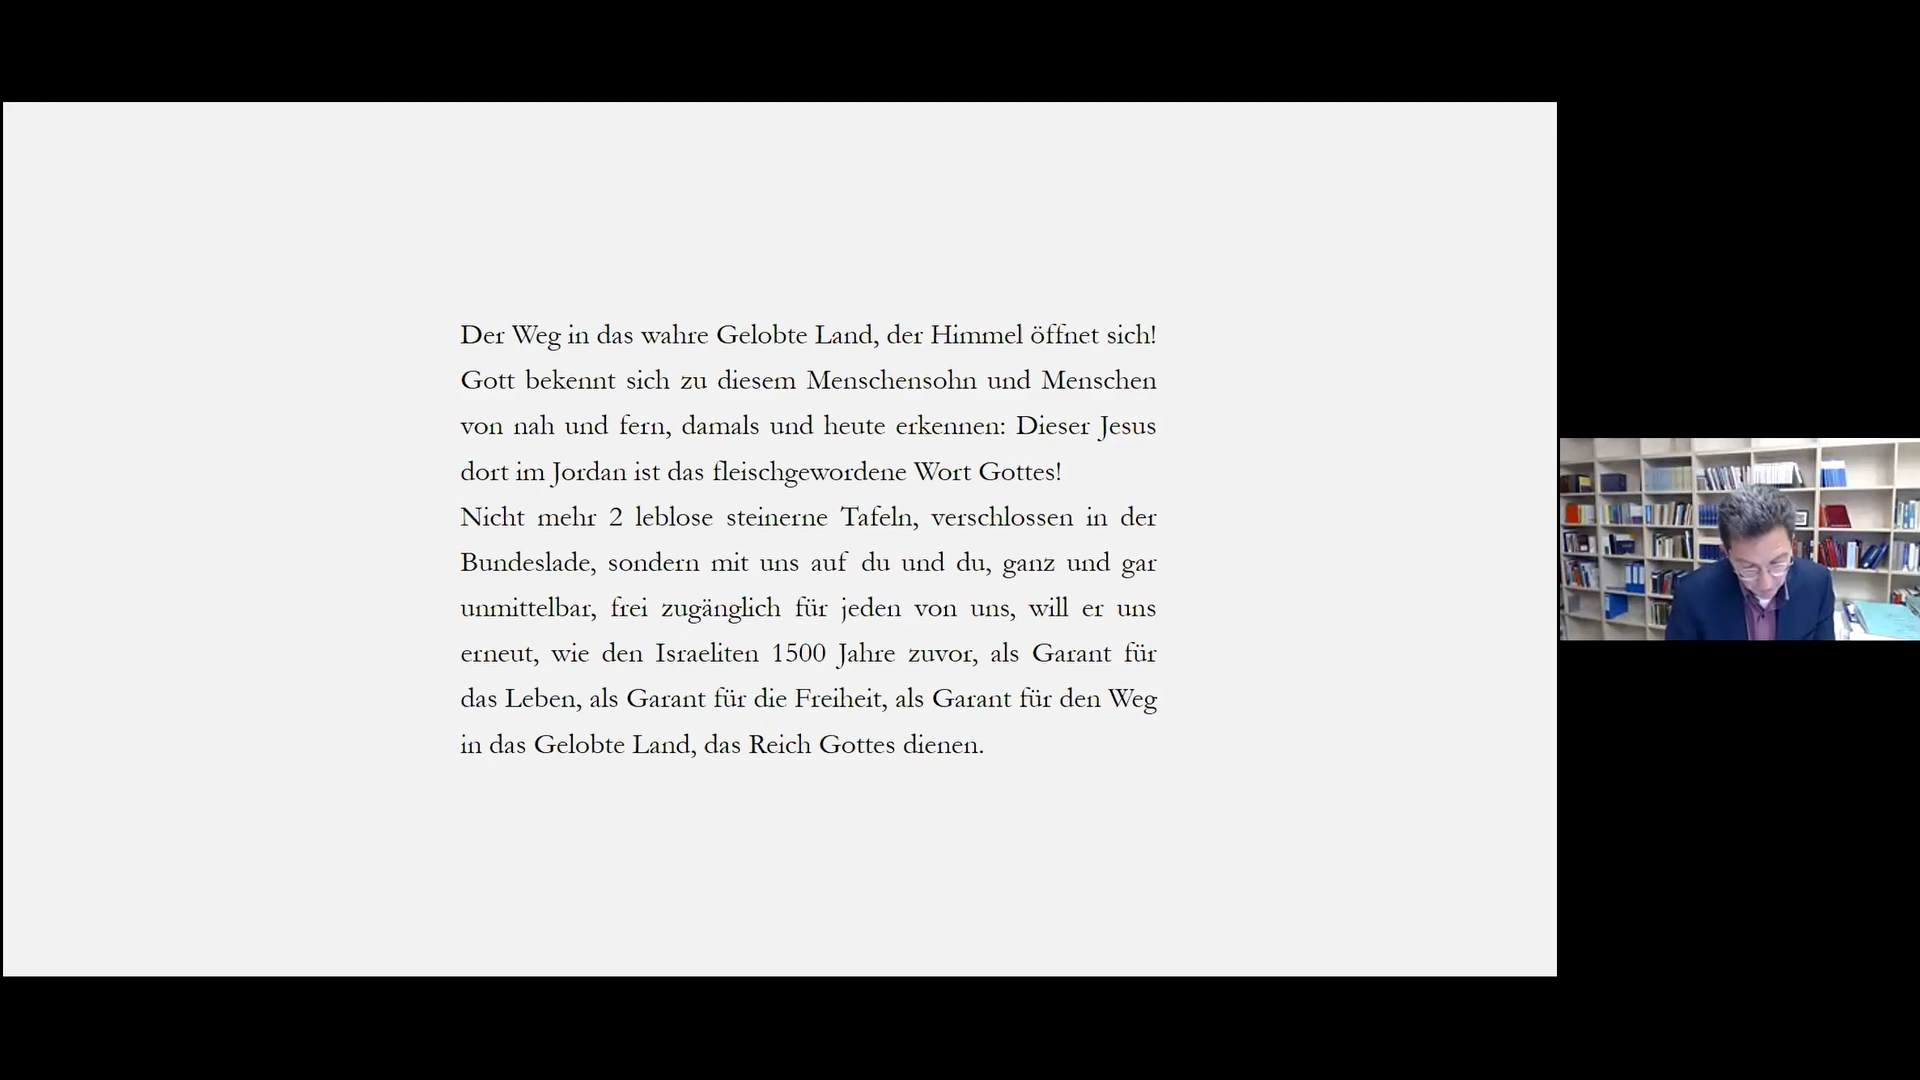 Der Weg in das wahre Gelobte Land, der Himmel öffnet sich!
Gott bekennt sich zu diesem Menschensohn und Menschen
von nah und fern, damals und heute erkennen: Dieser Jesus
dort im Jordan ist das fleischgewordene Wort Gottes!
Nicht mehr 2 leblose steinerne Tafeln, verschlossen in der
Bundeslade, sondern mit uns auf du und du, ganz und gar
unmittelbar, frei zugänglich für jeden von uns, will er uns
erneut, wie den Israeliten 1500 Jahre zuvor, als Garant für
das Leben, als Garant für die Freiheit, als Garant für den Weg
in das Gelobte Land, das Reich Gottes dienen.